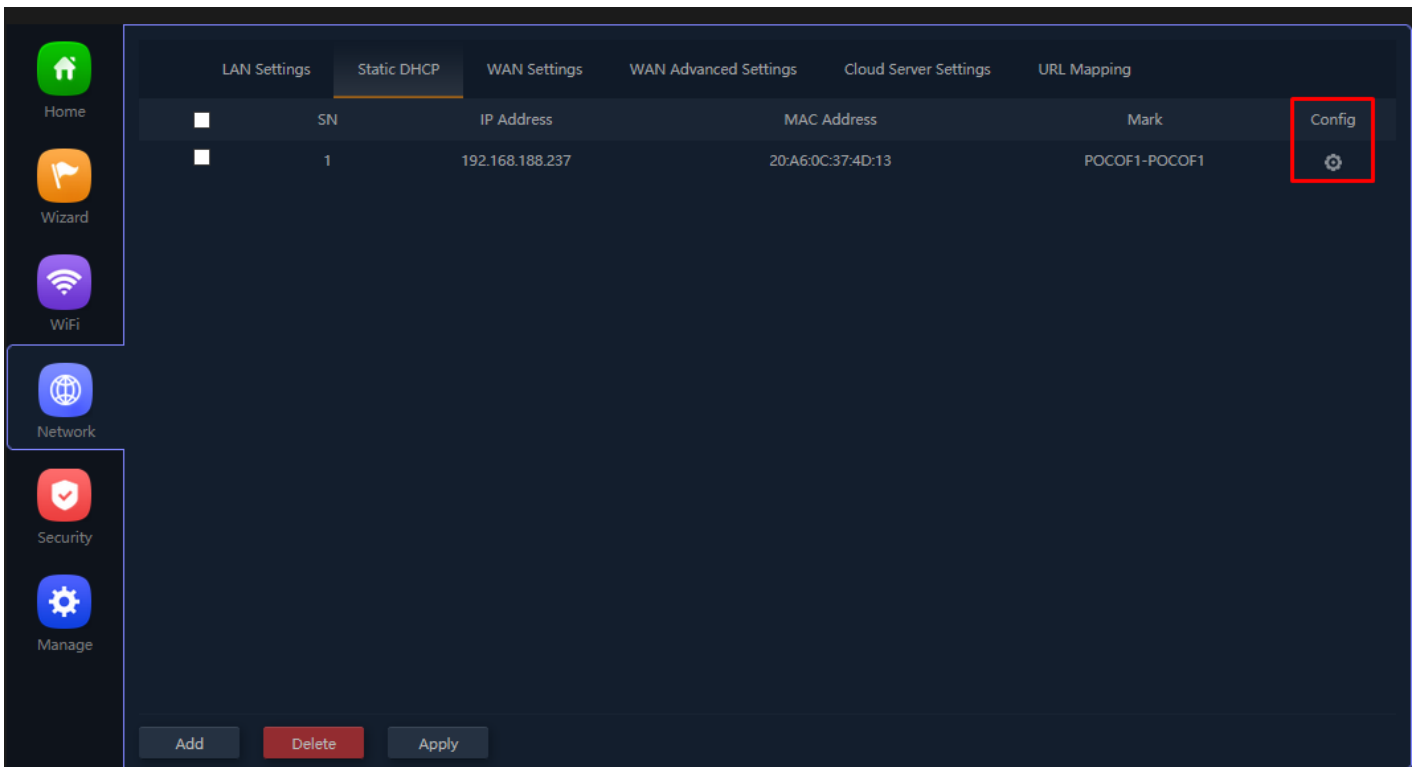 LAN Settings Static DHCP WAN Settings WAN Advanced Settings Cloud Server Settings URL Mapping
SN IP Address MAC Address Mark Config
1 192.168.188.237 20:A6:0C:37:4D:13 POCOF1-POCOF1
Home
Wizard
WiFi
Network
Security
Manage
Add Delete Apply